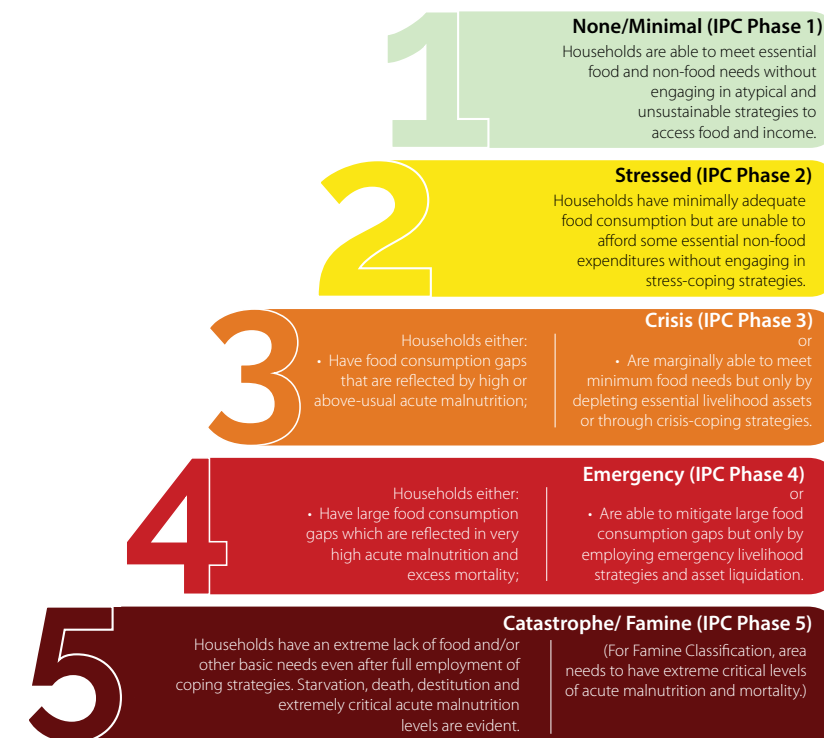 1
None/Minimal (IPC Phase 1)
Households are able to meet essential
food and non-food needs without
engaging in atypical and
unsustainable strategies to
access food and income.
2
Stressed (IPC Phase 2)
Households have minimally adequate
food consumption but are unable to
afford some essential non-food
expenditures without engaging in
stress-coping strategies.
3
Crisis (IPC Phase 3)
Households either:
• Have food consumption gaps
that are reflected by high or
above-usual acute malnutrition;
or
• Are marginally able to meet
minimum food needs but only by
depleting essential livelihood assets
or through crisis-coping strategies.
4
Emergency (IPC Phase 4)
Households either:
• Have large food consumption
gaps which are reflected in very
high acute malnutrition and
excess mortality;
or
• Are able to mitigate large food
consumption gaps but only by
employing emergency livelihood
strategies and asset liquidation.
5
Catastrophe/ Famine (IPC Phase 5)
Households have an extreme lack of food and/or
other basic needs even after full employment of
coping strategies. Starvation, death, destitution and
extremely critical acute malnutrition
levels are evident.
(For Famine Classification, area
needs to have extreme critical levels
of acute malnutrition and mortality.)